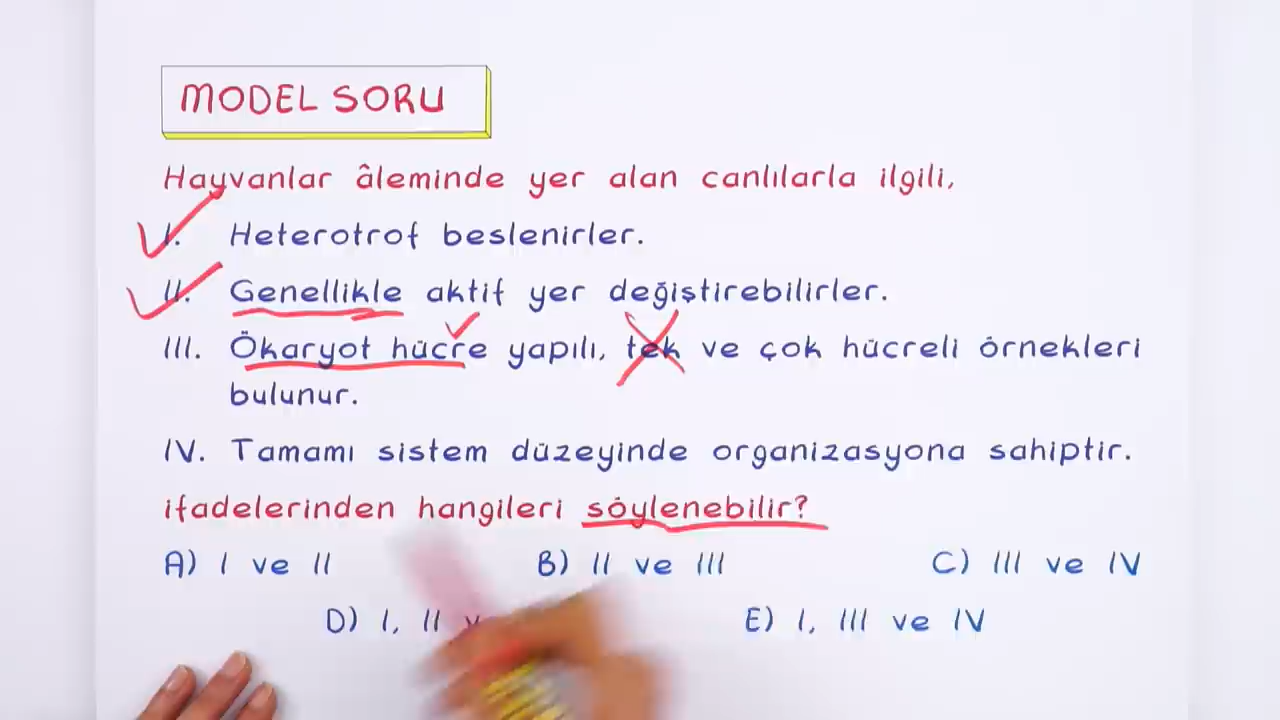 MODEL SORU
Hayvanlar âleminde yer alan canlılarla ilgili,
I. Heterotrof beslenirler.
II. Genellikle aktif yer değiştirebilirler.
III. Ökaryot hücre yapılı, tek ve çok hücreli örnekleri
bulunur.
IV. Tamamı sistem düzeyinde organizasyona sahiptir.
ifadelerinden hangileri söylenebilir?
A) I ve II B) II ve III C) III ve IV
D) I, II E) I, III ve IV